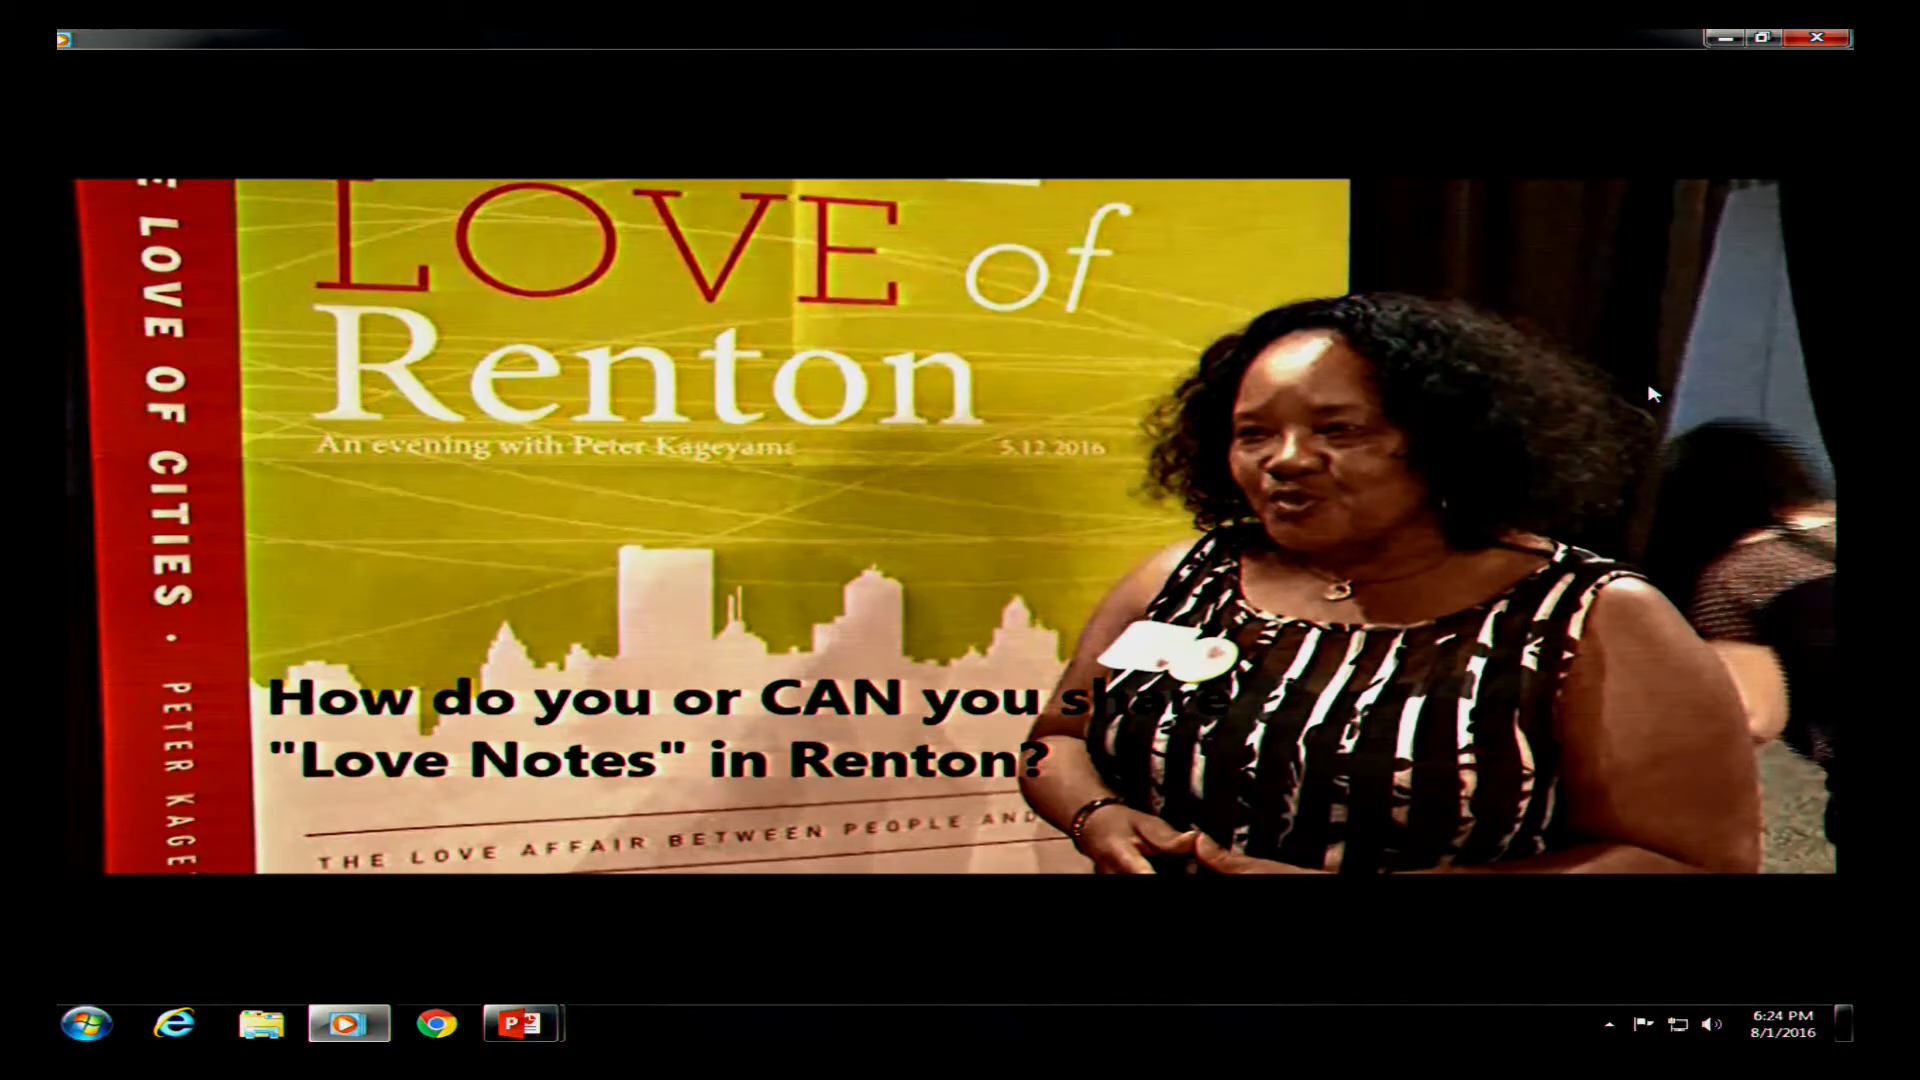 E LOVE OF CITIES • PETER KAGE
LOVE of
Renton
An evening with Peter Kageyama
5.12.2016
How do you or CAN you share
"Love Notes" in Renton?
THE LOVE AFFAIR BETWEEN PEOPLE AND
6:24 PM
8/1/2016